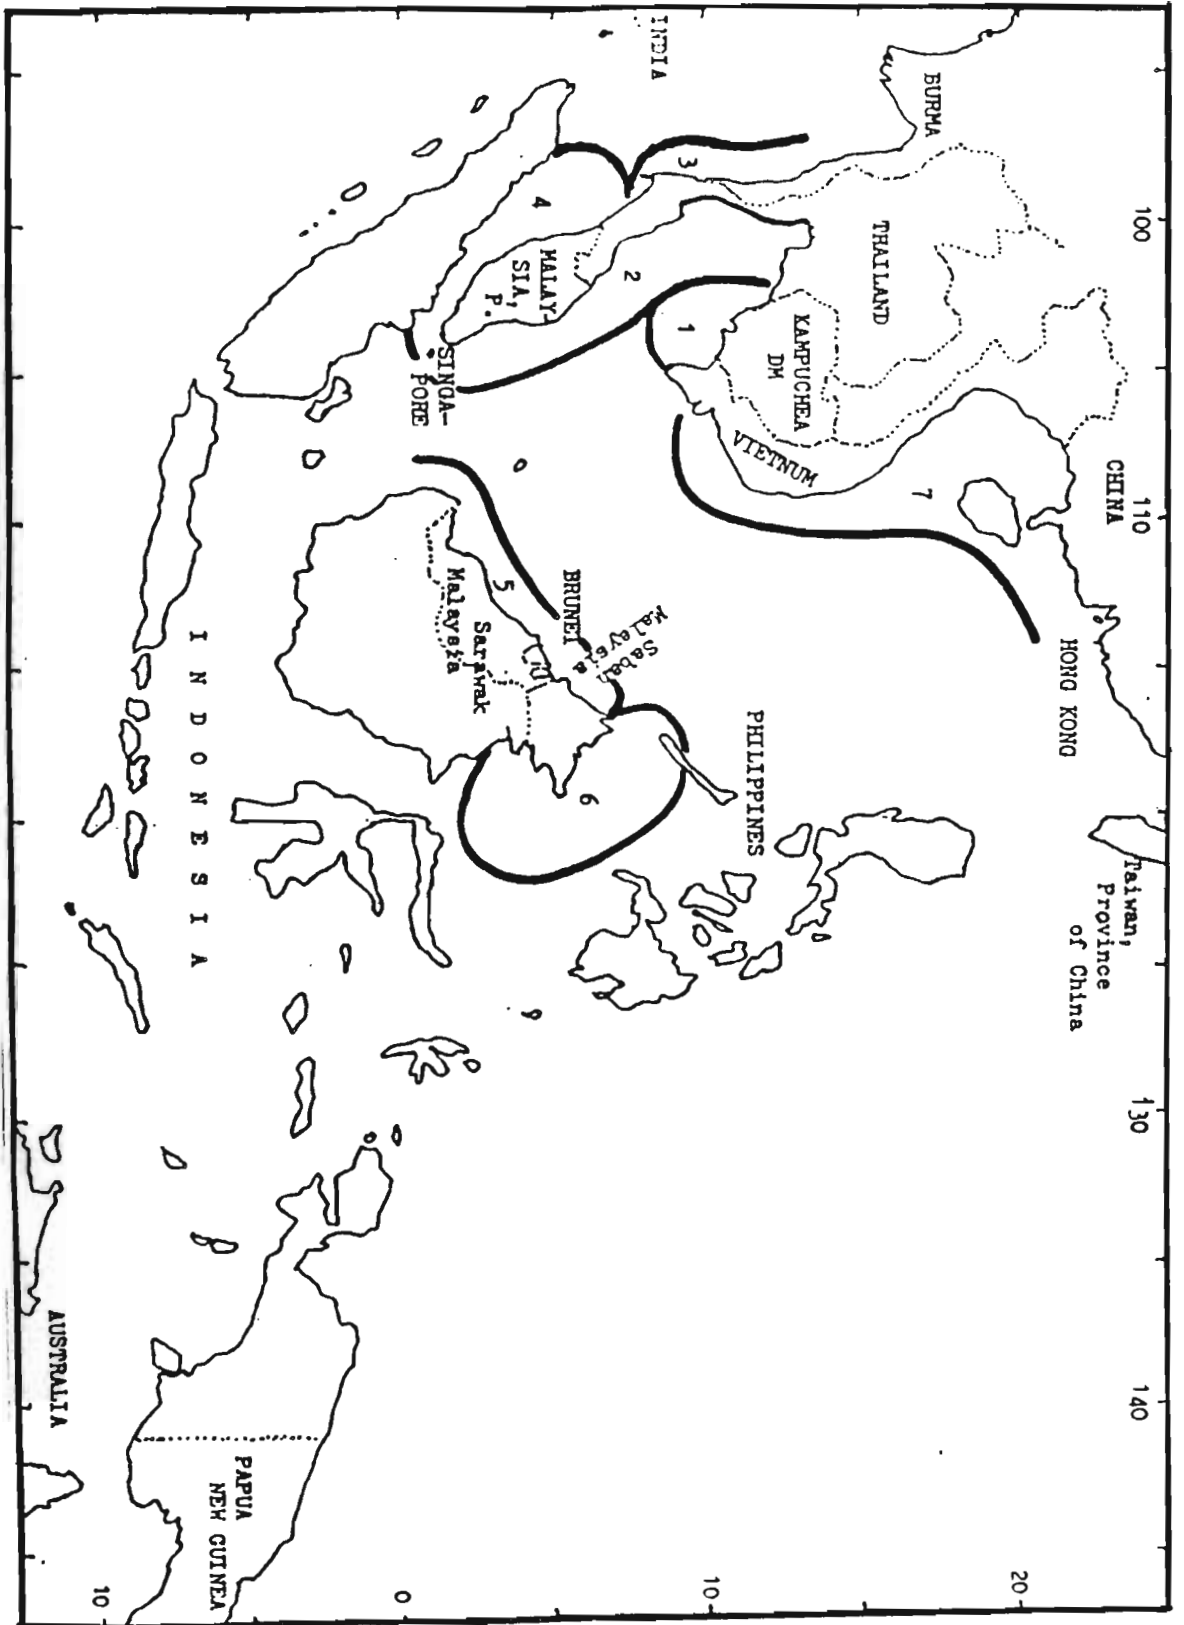 100
110
130
140
20
10
0
10
INDIA
BURMA
THAILAND
KAMPUCHEA
DM
VIETNUM
CHINA
HONG KONG
Taiwan,
Province
of China
PHILIPPINES
MALAY-
SIA,
P.
SINGA-
PORE
BRUNEI
Sabah
Malaysia
Sarawak
Malaysia
INDONESIA
PAPUA
NEW GUINEA
AUSTRALIA
1
2
3
4
5
6
7